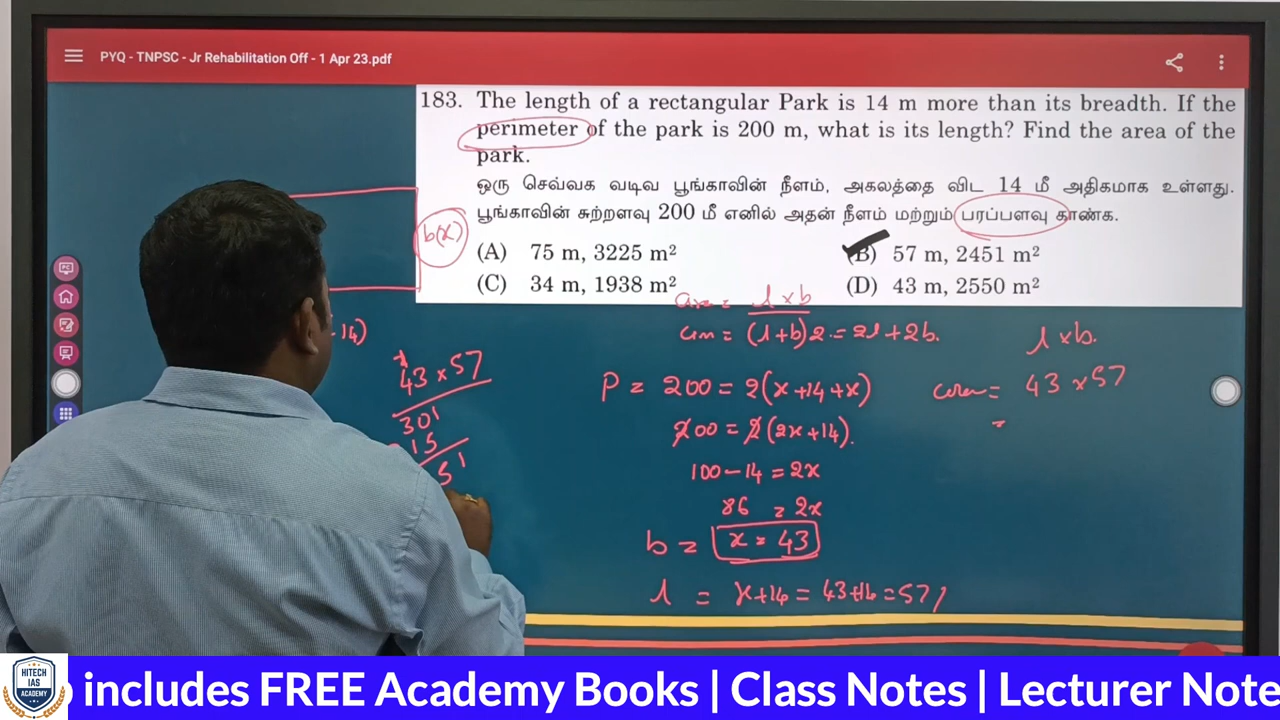 PYQ - TNPSC - Jr Rehabilitation Off - 1 Apr 23.pdf
183. The length of a rectangular Park is 14 m more than its breadth. If the
perimeter of the park is 200 m, what is its length? Find the area of the
park.
ஒரு செவ்வக வடிவ பூங்காவின் நீளம், அகலத்தை விட 14 மீ அதிகமாக உள்ளது.
பூங்காவின் சுற்றளவு 200 மீ எனில் அதன் நீளம் மற்றும் பரப்பளவு காண்க.
b(x)
(A) 75 m, 3225 m²
(B) 57 m, 2451 m²
(C) 34 m, 1938 m²
(D) 43 m, 2550 m²
l × b
(l+b)2 = 2l + 2b.
14)
43 × 57
301
15
51
P = 200 = 2(x+14+x)
200 = 2(2x+14).
100-14 = 2x
86 = 2x
b = x = 43
l = x+14 = 43+14 = 57
l × b.
= 43 × 57
=
HITECH
IAS
ACADEMY
includes FREE Academy Books | Class Notes | Lecturer Note